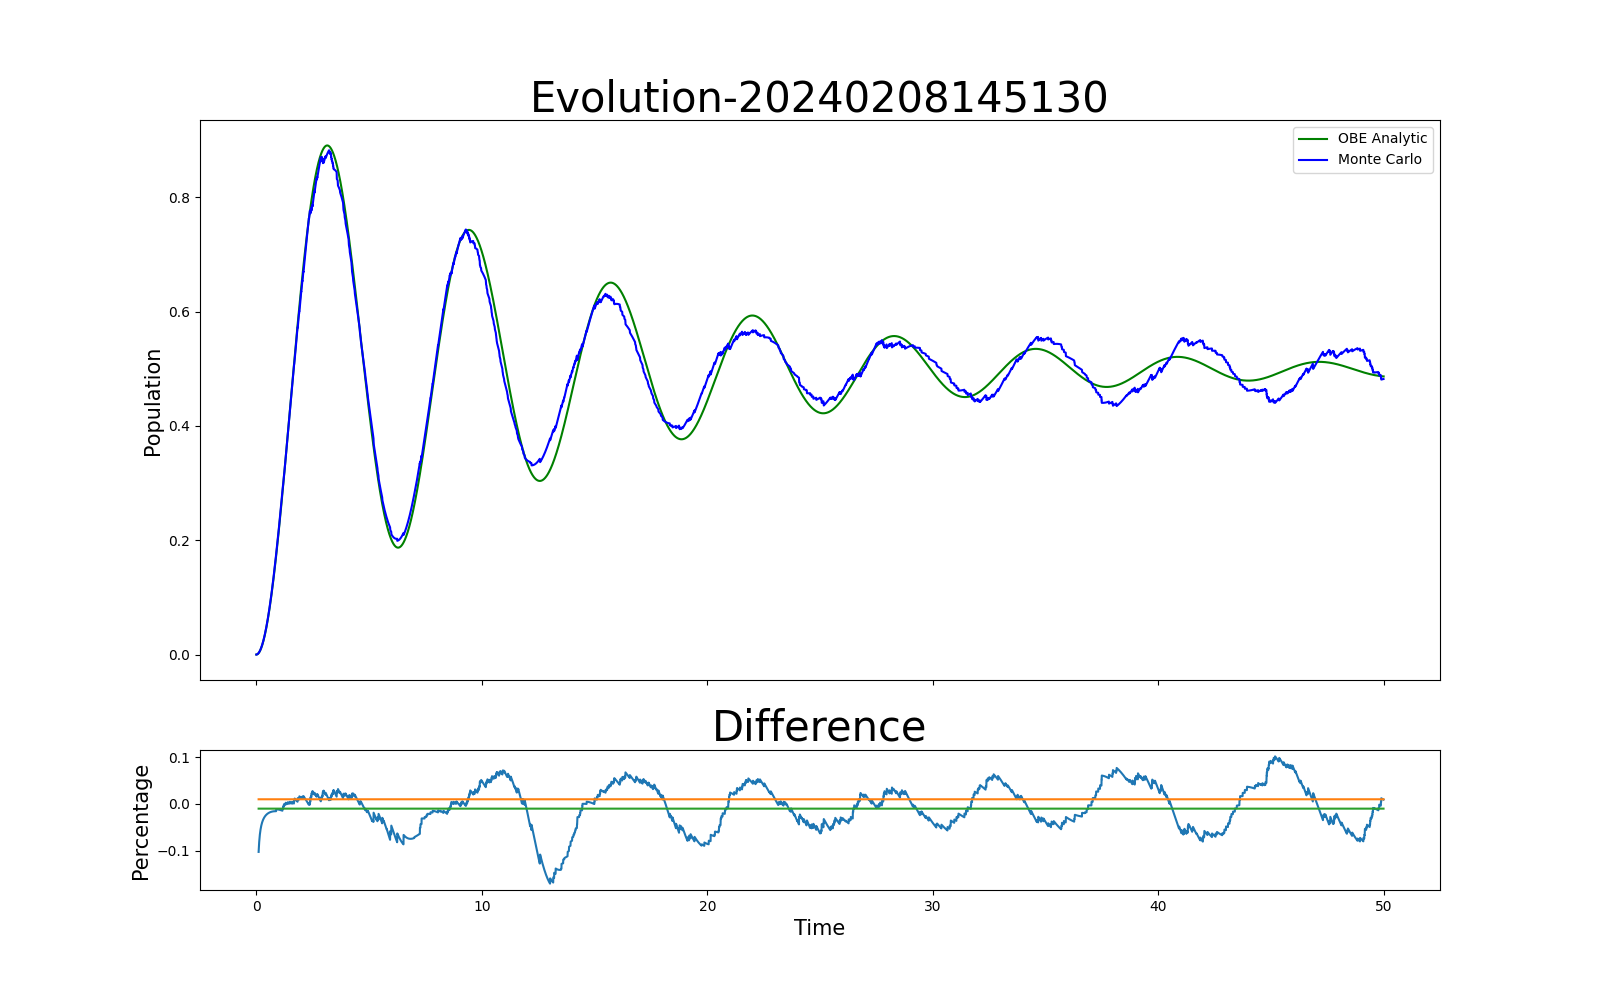 Evolution-20240208145130
OBE Analytic
Monte Carlo
0.8
0.6
0.4
0.2
0.0
Population
Difference
0.1
0.0
−0.1
Percentage
0 10 20 30 40 50
Time